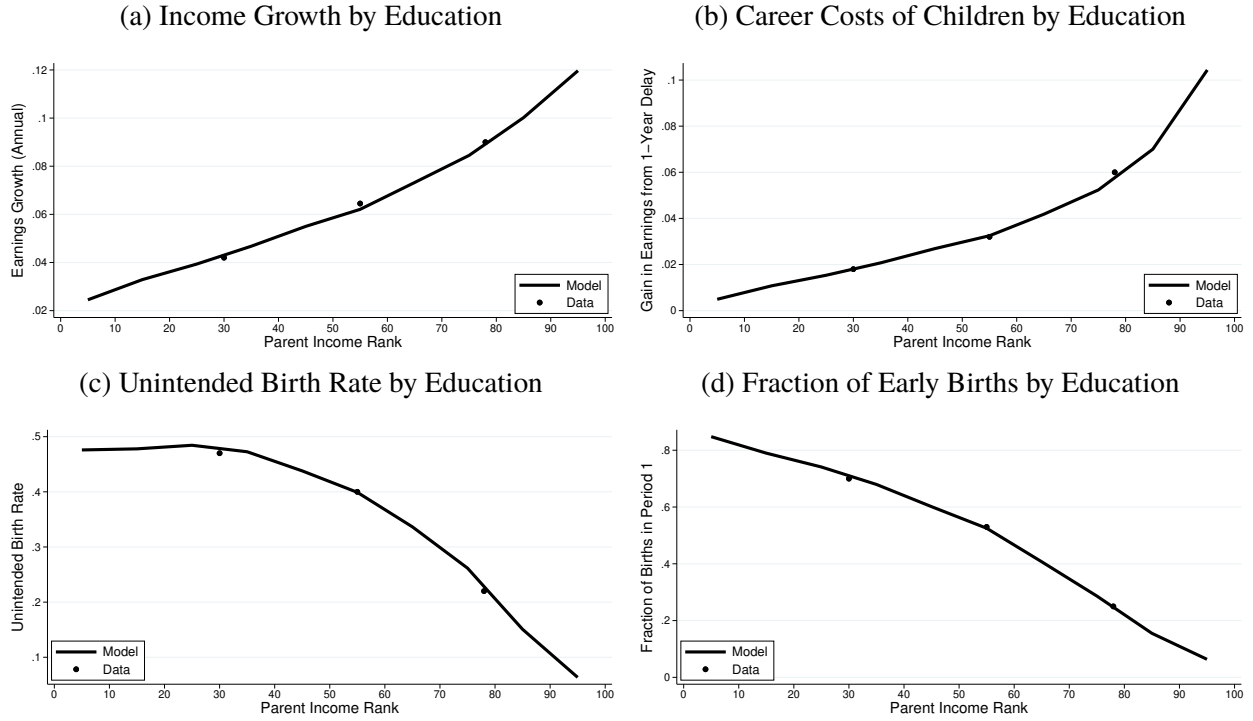 (a) Income Growth by Education
(b) Career Costs of Children by Education
Earnings Growth (Annual)
.12
.1
.08
.06
.04
.02
0 10 20 30 40 50 60 70 80 90 100
Parent Income Rank
Model
Data
Gain in Earnings from 1−Year Delay
.1
.08
.06
.04
.02
0
0 10 20 30 40 50 60 70 80 90 100
Parent Income Rank
Model
Data
(c) Unintended Birth Rate by Education
(d) Fraction of Early Births by Education
Unintended Birth Rate
.5
.4
.3
.2
.1
0 10 20 30 40 50 60 70 80 90 100
Parent Income Rank
Model
Data
Fraction of Births in Period 1
.8
.6
.4
.2
0
0 10 20 30 40 50 60 70 80 90 100
Parent Income Rank
Model
Data